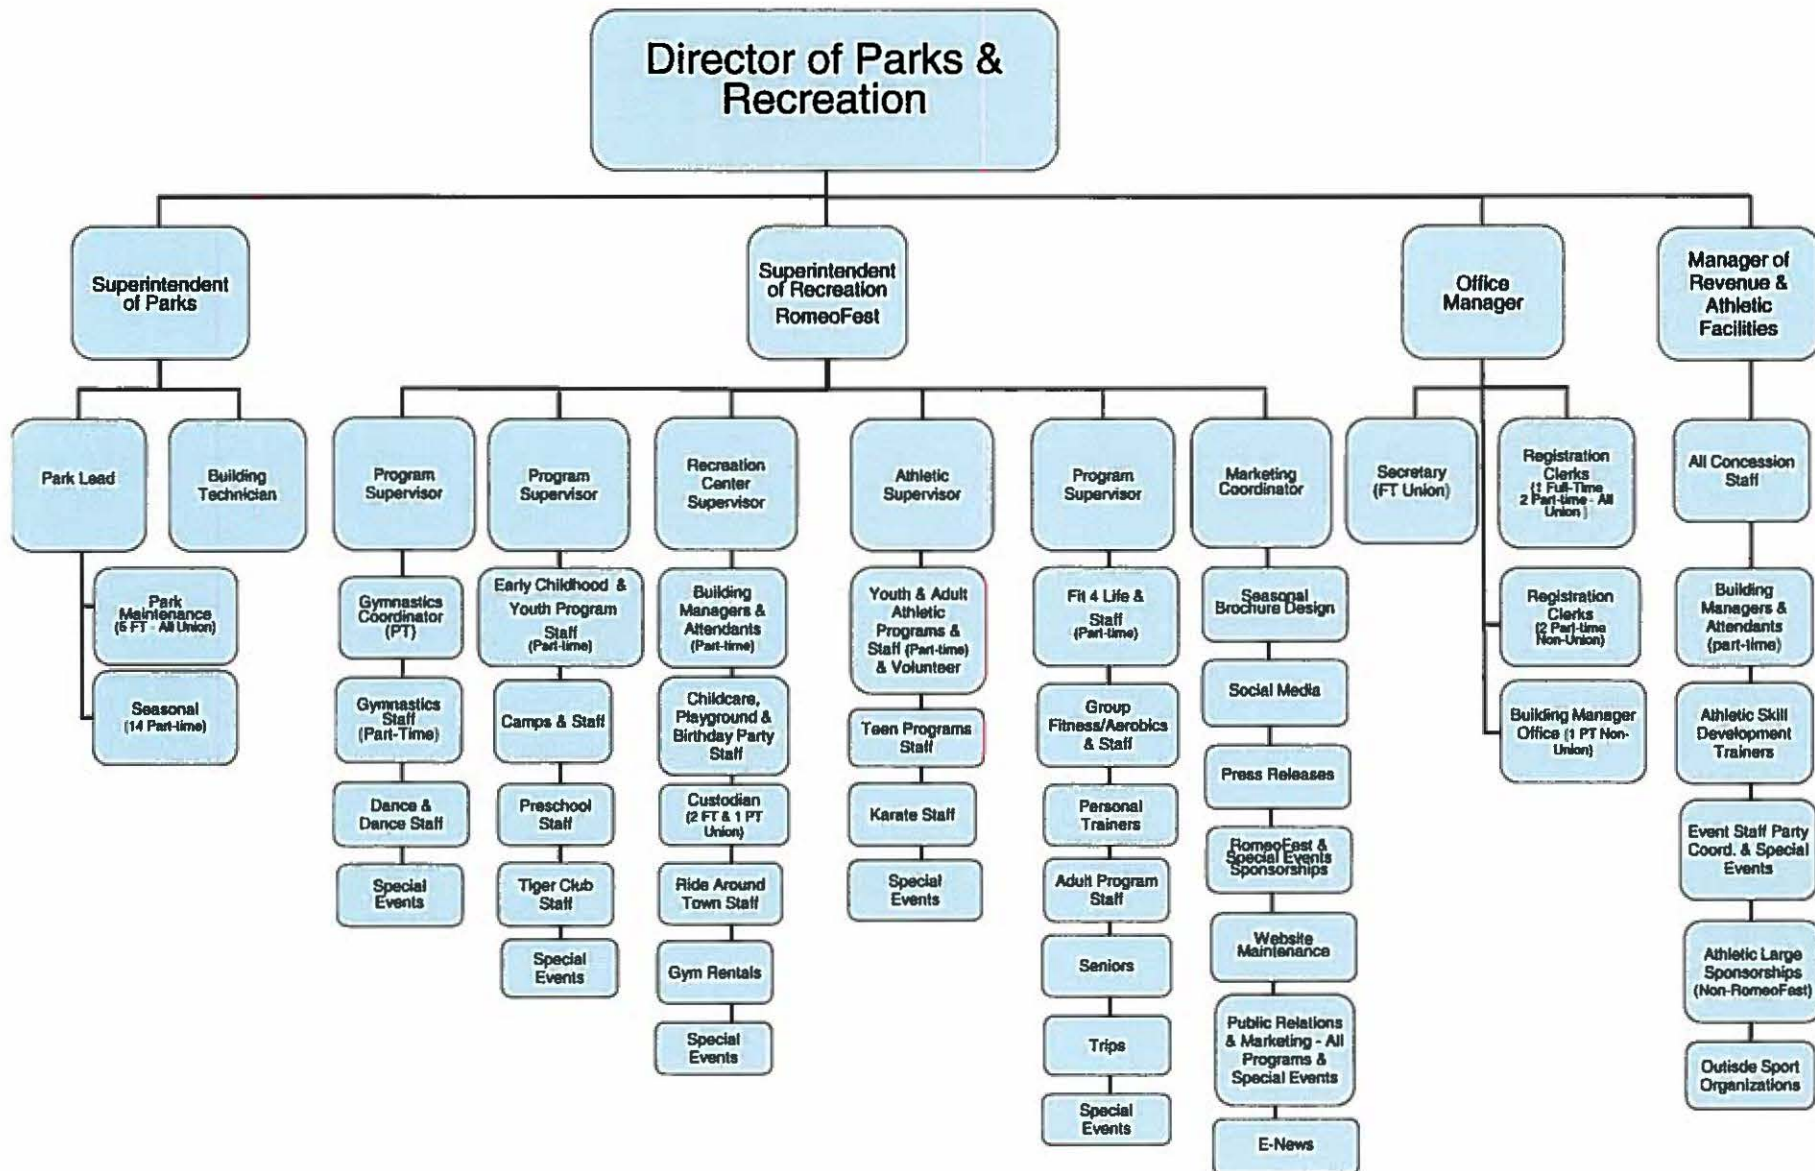 Director of Parks &
Recreation
Superintendent
of Parks
Superintendent
of Recreation
RomeoFest
Office
Manager
Manager of
Revenue &
Athletic
Facilities
Park Lead
Building
Technician
Program
Supervisor
Program
Supervisor
Recreation
Center
Supervisor
Athletic
Supervisor
Program
Supervisor
Marketing
Coordinator
Secretary
(FT Union)
Registration
Clerks
(1 Full-Time
2 Part-time - All
Union )
All Concession
Staff
Park
Maintenance
(5 FT - All Union)
Seasonal
(14 Part-time)
Gymnastics
Coordinator
(PT)
Gymnastics
Staff
(Part-Time)
Dance &
Dance Staff
Special
Events
Early Childhood &
Youth Program
Staff
(Part-time)
Camps & Staff
Preschool
Staff
Tiger Club
Staff
Special
Events
Building
Managers &
Attendants
(Part-time)
Childcare,
Playground &
Birthday Party
Staff
Custodian
(2 FT & 1 PT
Union)
Ride Around
Town Staff
Gym Rentals
Special
Events
Youth & Adult
Athletic
Programs &
Staff (Part-time)
& Volunteer
Teen Programs
Staff
Karate Staff
Special
Events
Fit 4 Life &
Staff
(Part-time)
Group
Fitness/Aerobics
& Staff
Personal
Trainers
Adult Program
Staff
Seniors
Trips
Special
Events
Seasonal
Brochure Design
Social Media
Press Releases
RomeoFest &
Special Events
Sponsorships
Website
Maintenance
Public Relations
& Marketing - All
Programs &
Special Events
E-News
Registration
Clerks
(2 Part-time
Non-Union)
Building Manager
Office (1 PT Non-
Union)
Building
Managers &
Attendants
(part-time)
Athletic Skill
Development
Trainers
Event Staff Party
Coord. & Special
Events
Athletic Large
Sponsorships
(Non-RomeoFest)
Outisde Sport
Organizations